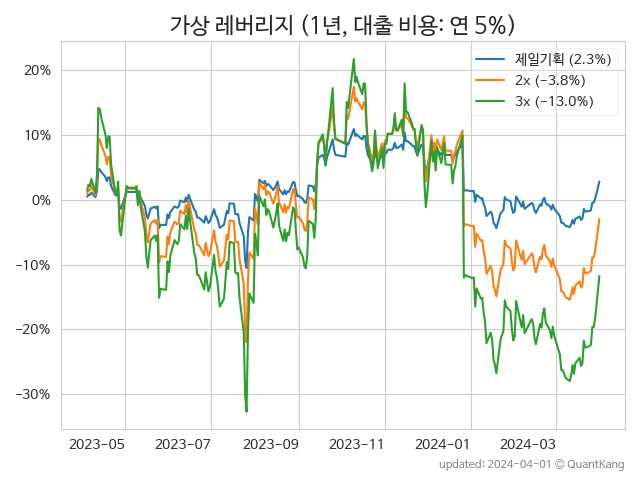 가상 레버리지 (1년, 대출 비용: 연 5%)
제일기획 (2.3%)
2x (−3.8%)
3x (−13.0%)
20%
10%
0%
−10%
−20%
−30%
2023−05 2023−07 2023−09 2023−11 2024−01 2024−03
updated: 2024−04−01 © QuantKang